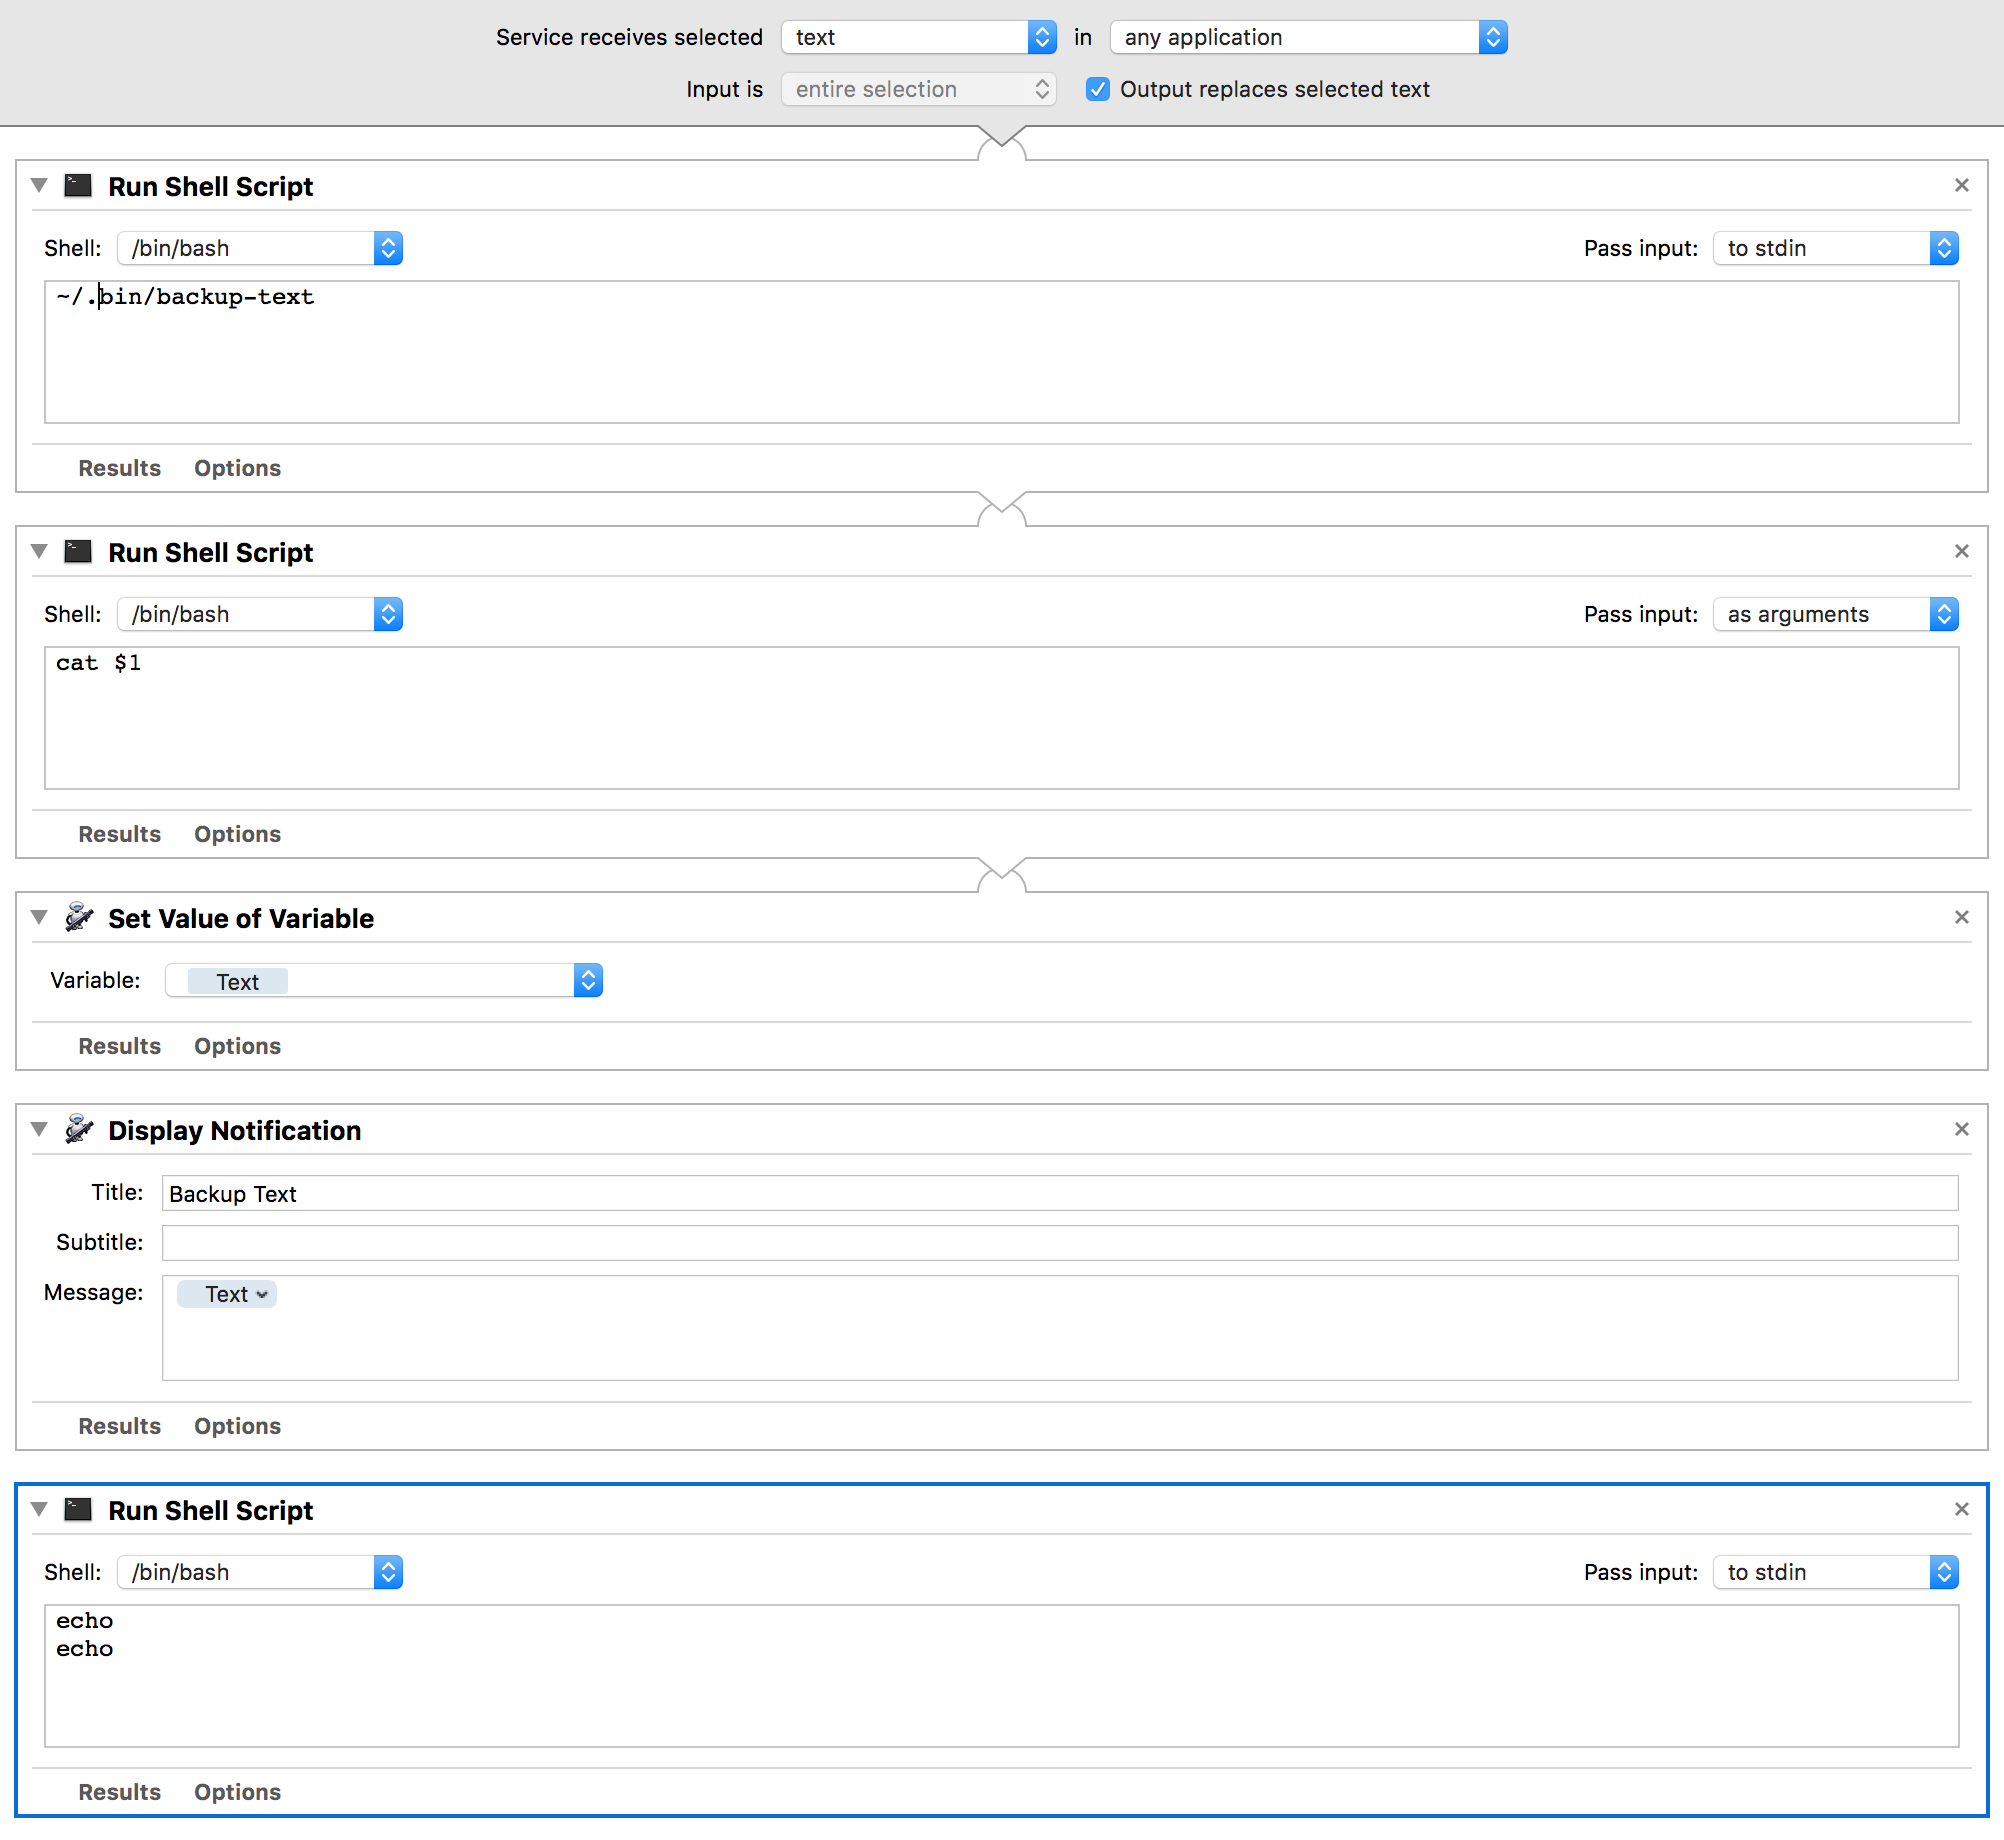 Service receives selected text in any application
Input is entire selection Output replaces selected text
Run Shell Script
Shell: /bin/bash Pass input: to stdin
~/.bin/backup-text
Results Options
Run Shell Script
Shell: /bin/bash Pass input: as arguments
cat $1
Results Options
Set Value of Variable
Variable: Text
Results Options
Display Notification
Title: Backup Text
Subtitle:
Message: Text
Results Options
Run Shell Script
Shell: /bin/bash Pass input: to stdin
echo
echo
Results Options